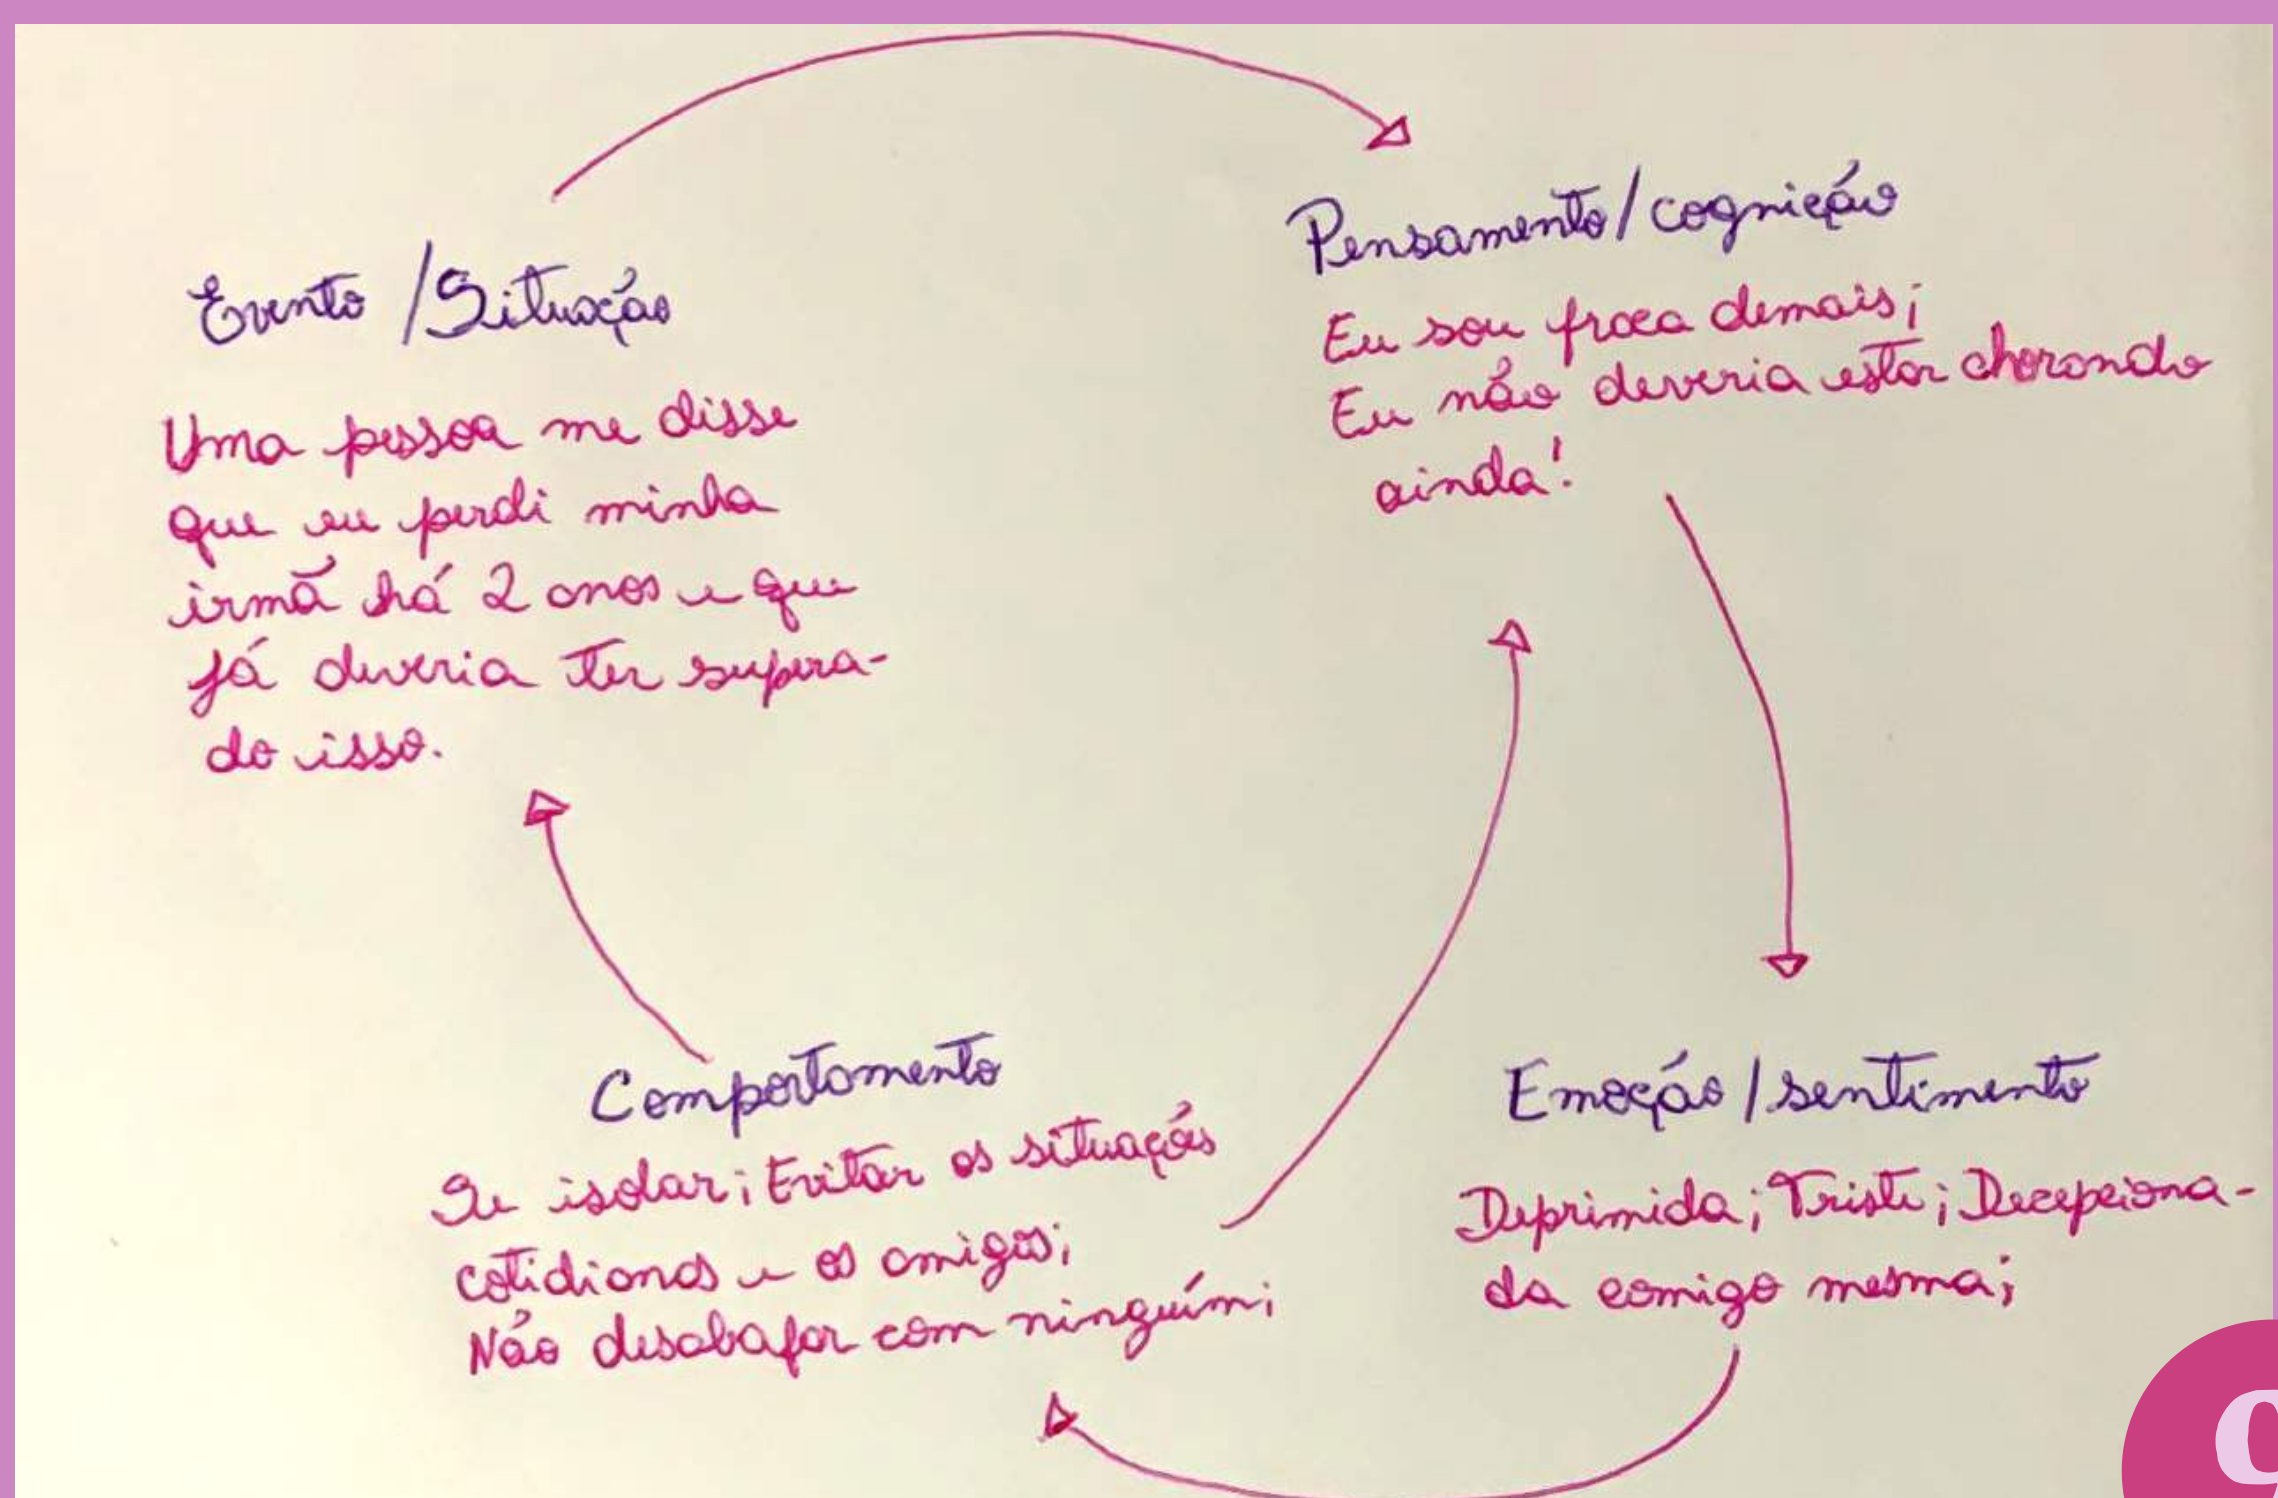 Evento / Situação
Uma pessoa me disse
que eu perdi minha
irmã há 2 anos e que
já deveria ter supera-
do isso.
Pensamento / cognição
Eu sou fraca demais;
Eu não deveria estar chorando
ainda!
Emoção / sentimento
Deprimida; Triste; Decepciona-
da comigo mesma;
Comportamento
Se isolar; Evitar as situações
cotidianas e os amigos;
Não desabafar com ninguém;